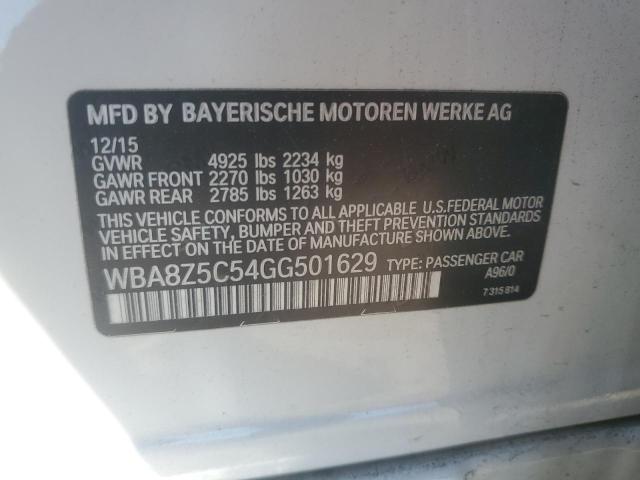 MFD BY BAYERISCHE MOTOREN WERKE AG
12/15
GVWR 4925 lbs 2234 kg
GAWR FRONT 2270 lbs 1030 kg
GAWR REAR 2785 lbs 1263 kg
THIS VEHICLE CONFORMS TO ALL APPLICABLE U.S.FEDERAL MOTOR
VEHICLE SAFETY, BUMPER, AND THEFT PREVENTION STANDARDS
IN EFFECT ON THE DATE OF MANUFACTURE SHOWN ABOVE.
WBA8Z5C54GG501629 TYPE: PASSENGER CAR
A96/0
7 315 814